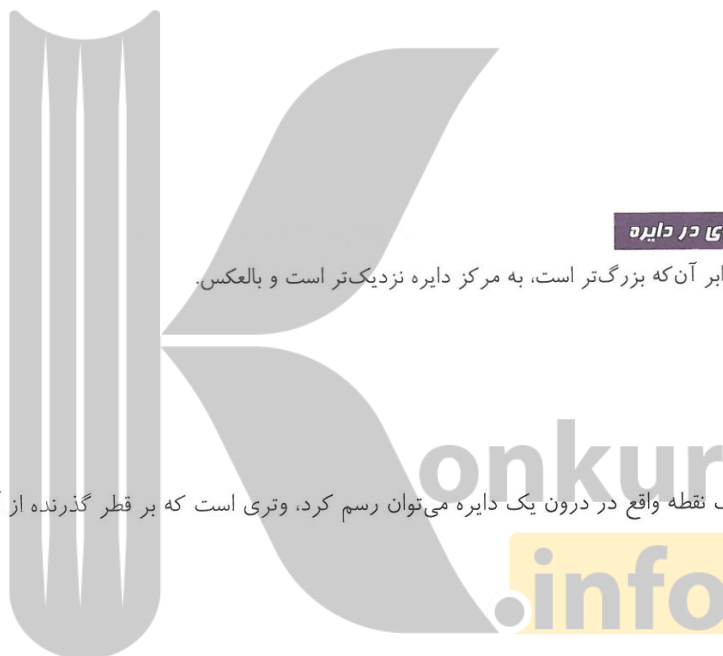 ی در دایره
ابر آن‌که بزرگ‌تر است، به مرکز دایره نزدیک‌تر است و بالعکس.
onkur
نقطه واقع در درون یک دایره می‌توان رسم کرد، وتری است که بر قطر گذرنده از
.info